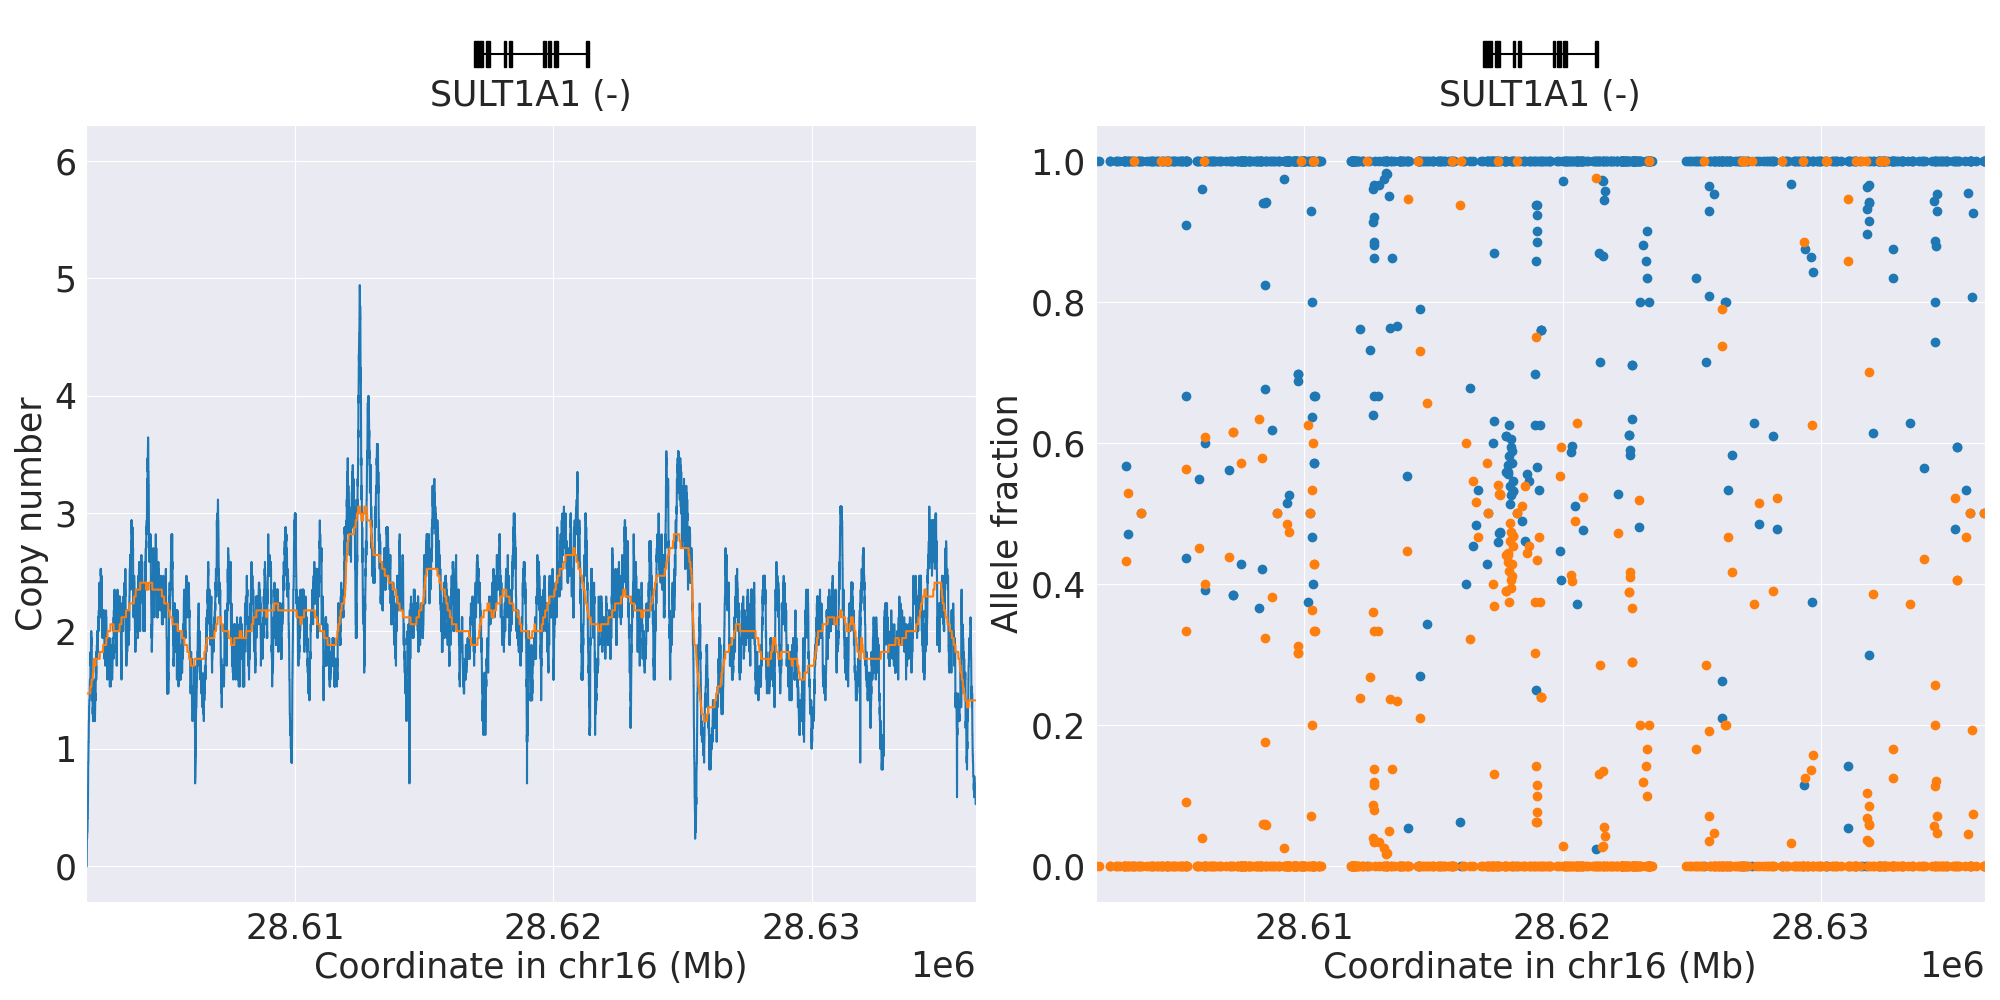 SULT1A1 (-)
6
5
4
3
2
1
0
Copy number
28.61
28.62
28.63
Coordinate in chr16 (Mb)
1e6
SULT1A1 (-)
1.0
0.8
0.6
0.4
0.2
0.0
Allele fraction
28.61
28.62
28.63
Coordinate in chr16 (Mb)
1e6